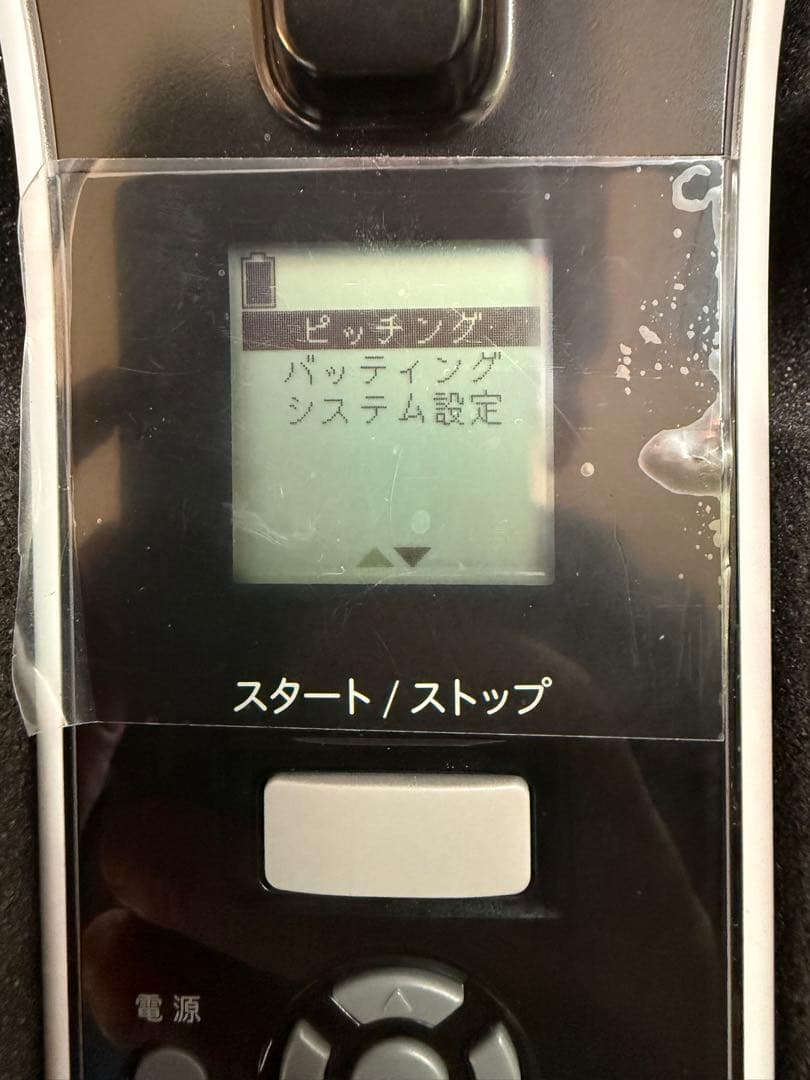 ピッチング
バッティング
システム設定
スタート / ストップ
電源